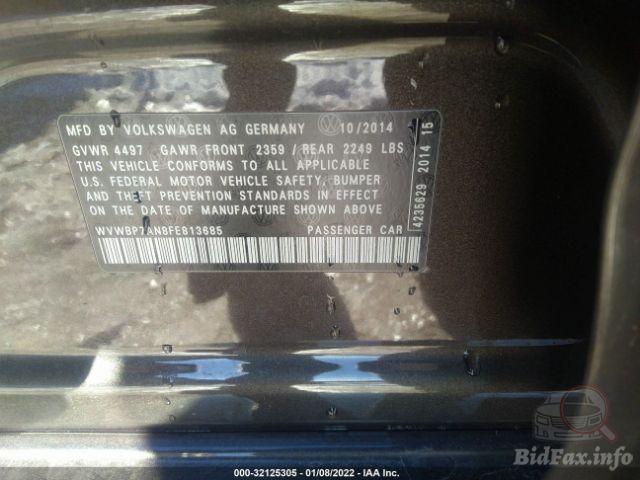 MFD BY VOLKSWAGEN AG GERMANY 10/2014
GVWR 4497 GAWR FRONT 2359 / REAR 2249 LBS
THIS VEHICLE CONFORMS TO ALL APPLICABLE
U.S. FEDERAL MOTOR VEHICLE SAFETY, BUMPER
AND THEFT PREVENTION STANDARDS IN EFFECT
ON THE DATE OF MANUFACTURE SHOWN ABOVE
WVWBP7AN8FE813685 PASSENGER CAR
4235629 2014 15
BidFax.info
000-32125305 - 01/08/2022 - IAA Inc.